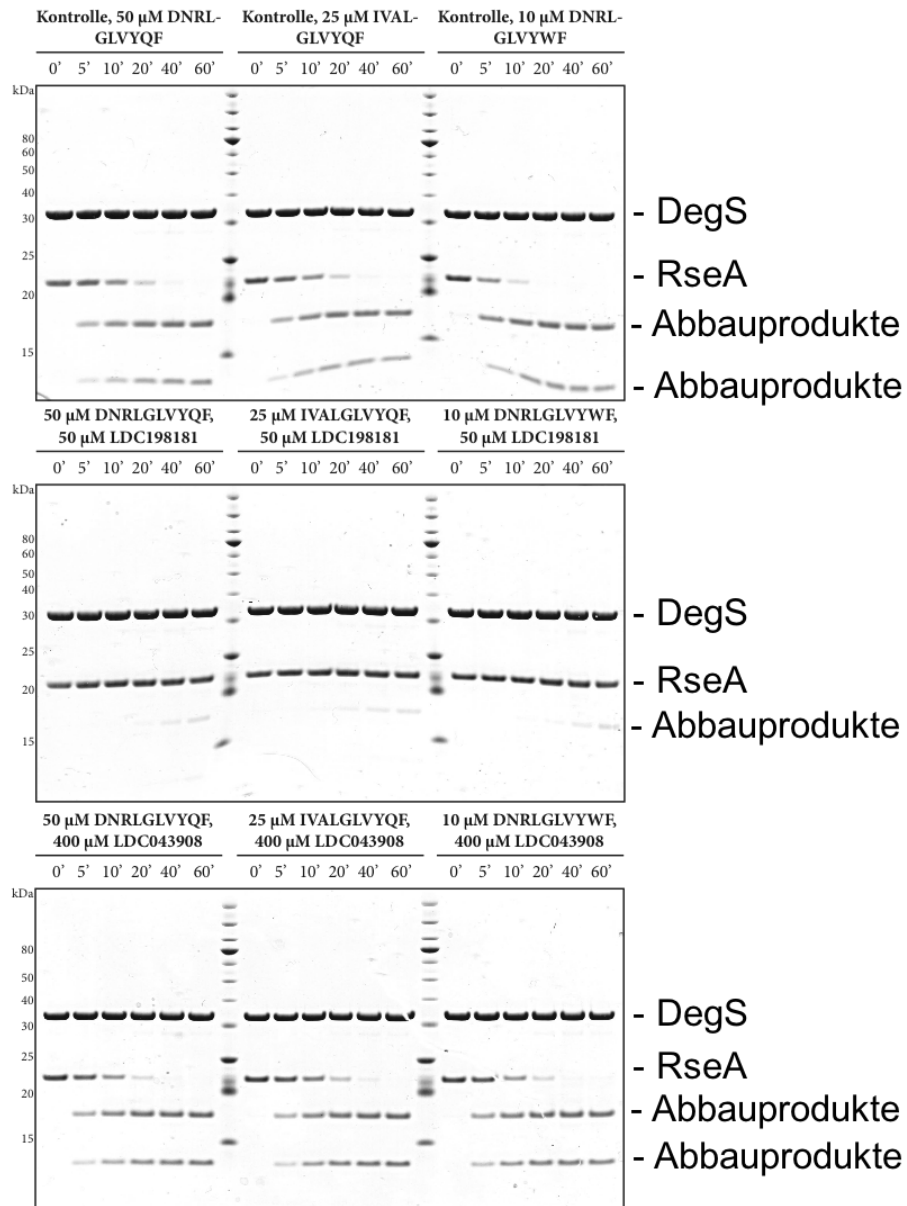 Kontrolle, 50 µM DNRL-
GLVYQF
Kontrolle, 25 µM IVAL-
GLVYQF
Kontrolle, 10 µM DNRL-
GLVYWF
0’ 5’ 10’ 20’ 40’ 60’ 0’ 5’ 10’ 20’ 40’ 60’ 0’ 5’ 10’ 20’ 40’ 60’
kDa
80
60
50
40
30
25
20
15
- DegS
- RseA
- Abbauprodukte
- Abbauprodukte
50 µM DNRLGLVYQF,
50 µM LDC198181
25 µM IVALGLVYQF,
50 µM LDC198181
10 µM DNRLGLVYWF,
50 µM LDC198181
0’ 5’ 10’ 20’ 40’ 60’ 0’ 5’ 10’ 20’ 40’ 60’ 0’ 5’ 10’ 20’ 40’ 60’
kDa
80
60
50
40
30
25
20
15
- DegS
- RseA
- Abbauprodukte
50 µM DNRLGLVYQF,
400 µM LDC043908
25 µM IVALGLVYQF,
400 µM LDC043908
10 µM DNRLGLVYWF,
400 µM LDC043908
0’ 5’ 10’ 20’ 40’ 60’ 0’ 5’ 10’ 20’ 40’ 60’ 0’ 5’ 10’ 20’ 40’ 60’
kDa
80
50
40
30
25
20
15
- DegS
- RseA
- Abbauprodukte
- Abbauprodukte